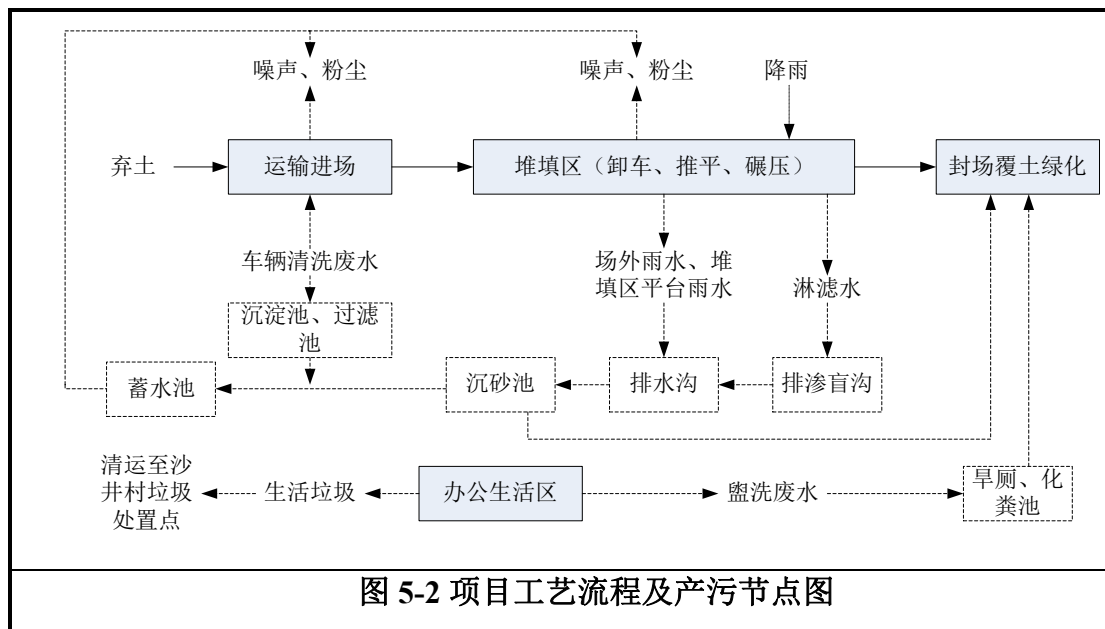 噪声、粉尘
噪声、粉尘
降雨
弃土
运输进场
堆填区（卸车、推平、碾压）
封场覆土绿化
车辆清洗废水
场外雨水、堆
填区平台雨水
淋滤水
沉淀池、过滤
池
蓄水池
沉砂池
排水沟
排渗盲沟
清运至沙
井村垃圾
处置点
生活垃圾
办公生活区
盥洗废水
旱厕、化
粪池
图 5-2 项目工艺流程及产污节点图